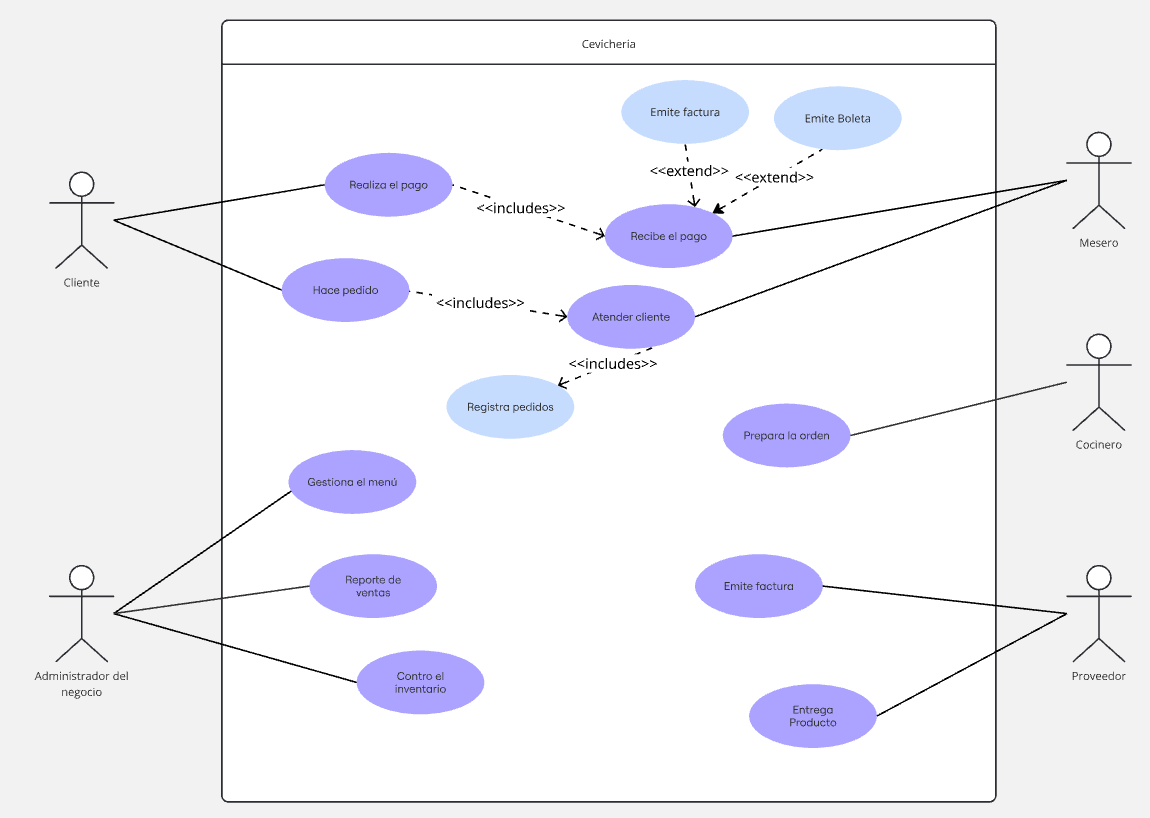 Cevicheria
Emite factura
Emite Boleta
<<extend>>
<<extend>>
Realiza el pago
<<includes>>
Recibe el pago
Mesero
Cliente
Hace pedido
<<includes>>
Atender cliente
<<includes>>
Registra pedidos
Prepara la orden
Cocinero
Gestiona el menú
Reporte de
ventas
Emite factura
Administrador del
negocio
Proveedor
Contro el
inventario
Entrega
Producto